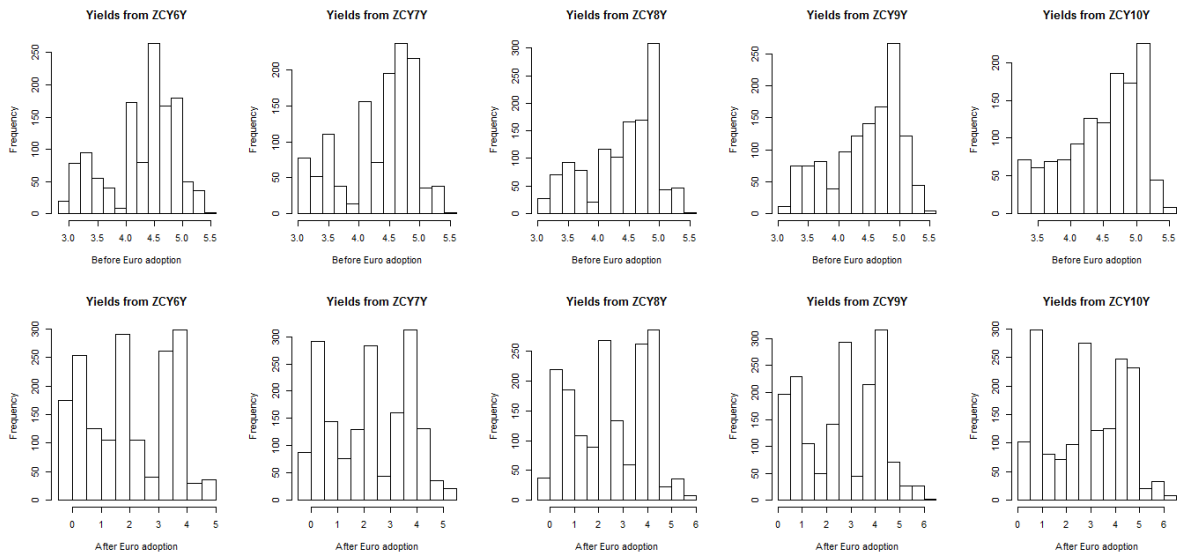 Yields from ZCY6Y
Yields from ZCY7Y
Yields from ZCY8Y
Yields from ZCY9Y
Yields from ZCY10Y
Frequency
0 50 100 150 200 250
3.0 3.5 4.0 4.5 5.0 5.5
Before Euro adoption
Frequency
0 50 100 150 200
3.0 3.5 4.0 4.5 5.0 5.5
Before Euro adoption
Frequency
0 50 100 150 200 250 300
3.0 3.5 4.0 4.5 5.0 5.5
Before Euro adoption
Frequency
0 50 100 150 200 250
3.0 3.5 4.0 4.5 5.0 5.5
Before Euro adoption
Frequency
0 50 100 150 200
3.5 4.0 4.5 5.0 5.5
Before Euro adoption
Yields from ZCY6Y
Yields from ZCY7Y
Yields from ZCY8Y
Yields from ZCY9Y
Yields from ZCY10Y
Frequency
0 50 100 150 200 250 300
0 1 2 3 4 5
After Euro adoption
Frequency
0 50 100 150 200 250 300
0 1 2 3 4 5
After Euro adoption
Frequency
0 50 100 150 200 250
0 1 2 3 4 5 6
After Euro adoption
Frequency
0 50 100 150 200 250 300
0 1 2 3 4 5 6
After Euro adoption
Frequency
0 50 100 150 200 250 300
0 1 2 3 4 5 6
After Euro adoption